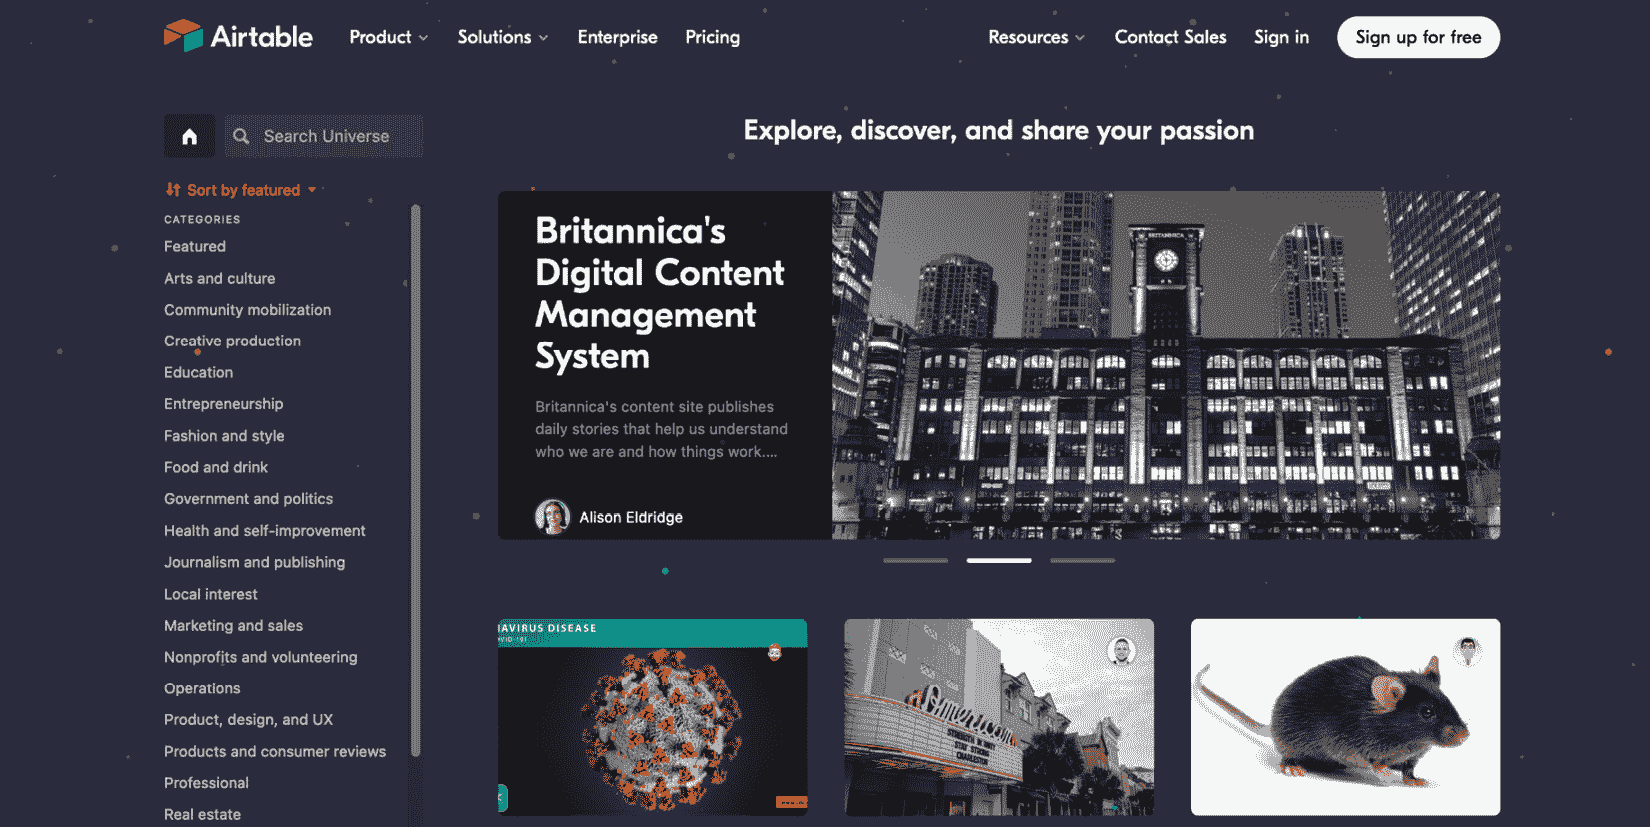 Airtable
Product
Solutions
Enterprise
Pricing
Resources
Contact Sales
Sign in
Sign up for free
Search Universe
Sort by featured
CATEGORIES
Featured
Arts and culture
Community mobilization
Creative production
Education
Entrepreneurship
Fashion and style
Food and drink
Government and politics
Health and self-improvement
Journalism and publishing
Local interest
Marketing and sales
Nonprofits and volunteering
Operations
Product, design, and UX
Products and consumer reviews
Professional
Real estate
Explore, discover, and share your passion
Britannica's
Digital Content
Management
System
Britannica's content site publishes
daily stories that help us understand
who we are and how things work....
Alison Eldridge
BRITANNICA
AVIRUS DISEASE
American